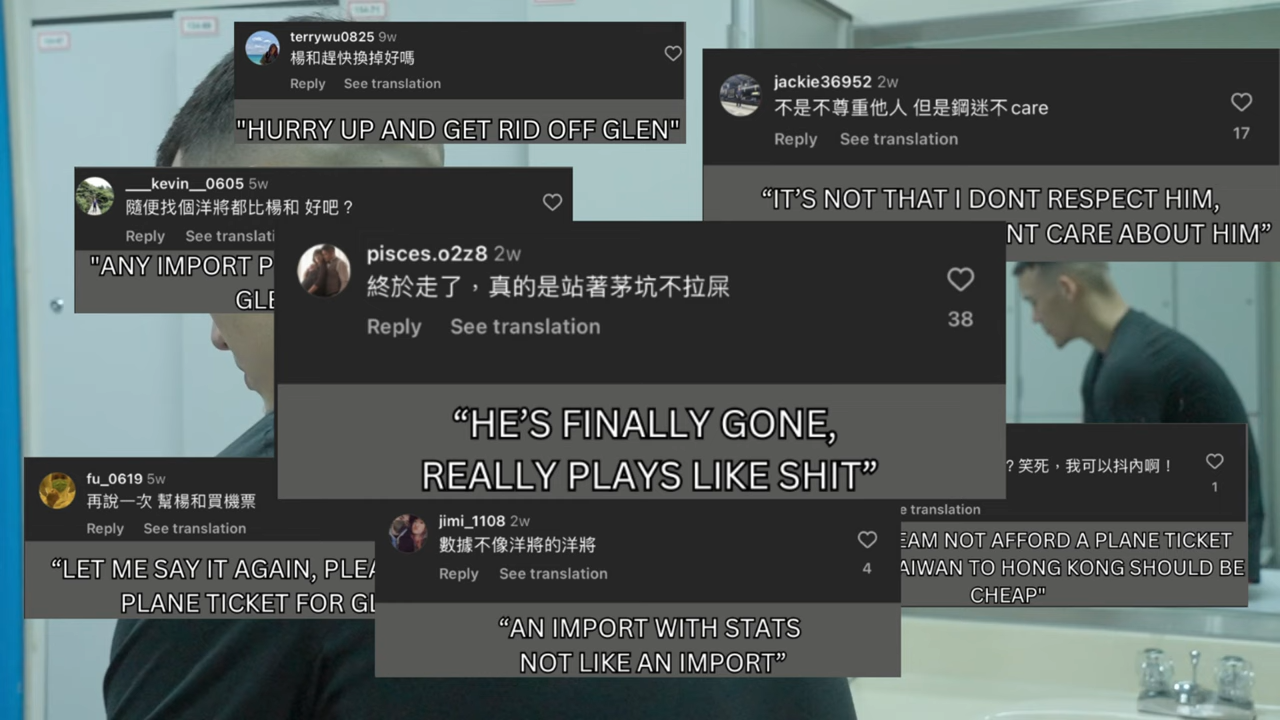 terrywu0825 9w
楊和趕快換掉好嗎
Reply See translation
"HURRY UP AND GET RID OFF GLEN"
jackie36952 2w
不是不尊重他人 但是鋼迷不care
Reply See translation
17
“IT’S NOT THAT I DONT RESPECT HIM,
NT CARE ABOUT HIM”
___kevin__0605 5w
隨便找個洋將都比楊和 好吧？
Reply See translati
"ANY IMPORT P
GLE
pisces.o2z8 2w
終於走了，真的是站著茅坑不拉屎
Reply See translation
38
“HE’S FINALLY GONE,
REALLY PLAYS LIKE SHIT”
fu_0619 5w
再說一次 幫楊和買機票
Reply See translation
“LET ME SAY IT AGAIN, PLEA
PLANE TICKET FOR GL
jimi_1108 2w
數據不像洋將的洋將
Reply See translation
4
“AN IMPORT WITH STATS
NOT LIKE AN IMPORT”
? 笑死，我可以抖內啊！
e translation
1
EAM NOT AFFORD A PLANE TICKET
AIWAN TO HONG KONG SHOULD BE
CHEAP"